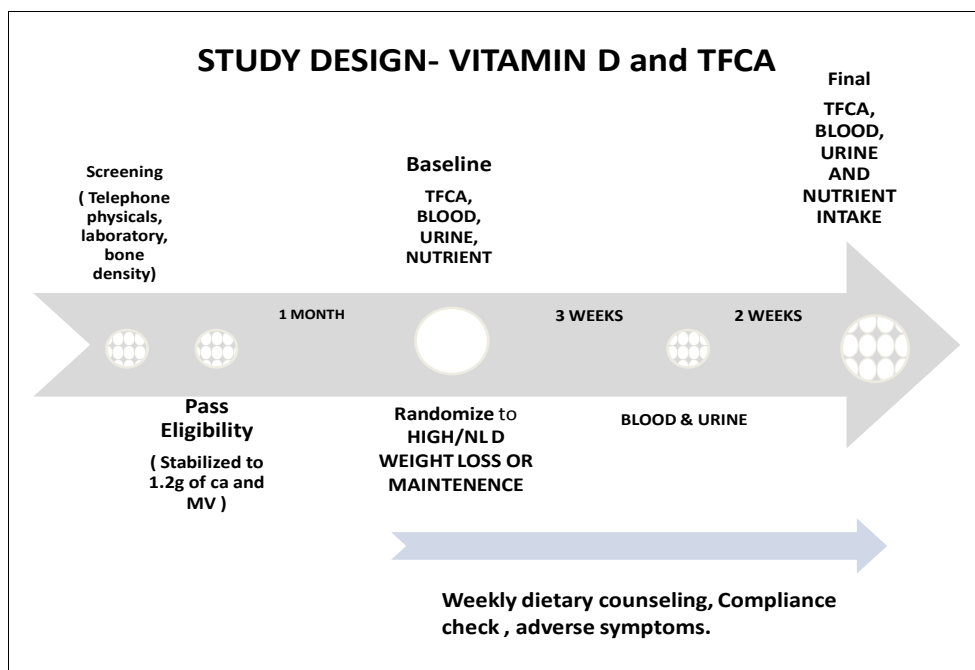 STUDY DESIGN- VITAMIN D and TFCA
Screening
( Telephone
physicals,
laboratory,
bone
density)
Baseline
TFCA,
BLOOD,
URINE,
NUTRIENT
Final
TFCA,
BLOOD,
URINE
AND
NUTRIENT
INTAKE
1 MONTH
3 WEEKS
2 WEEKS
Pass
Eligibility
( Stabilized to
1.2g of ca and
MV )
Randomize to
HIGH/NL D
WEIGHT LOSS OR
MAINTENENCE
BLOOD & URINE
Weekly dietary counseling, Compliance
check , adverse symptoms.